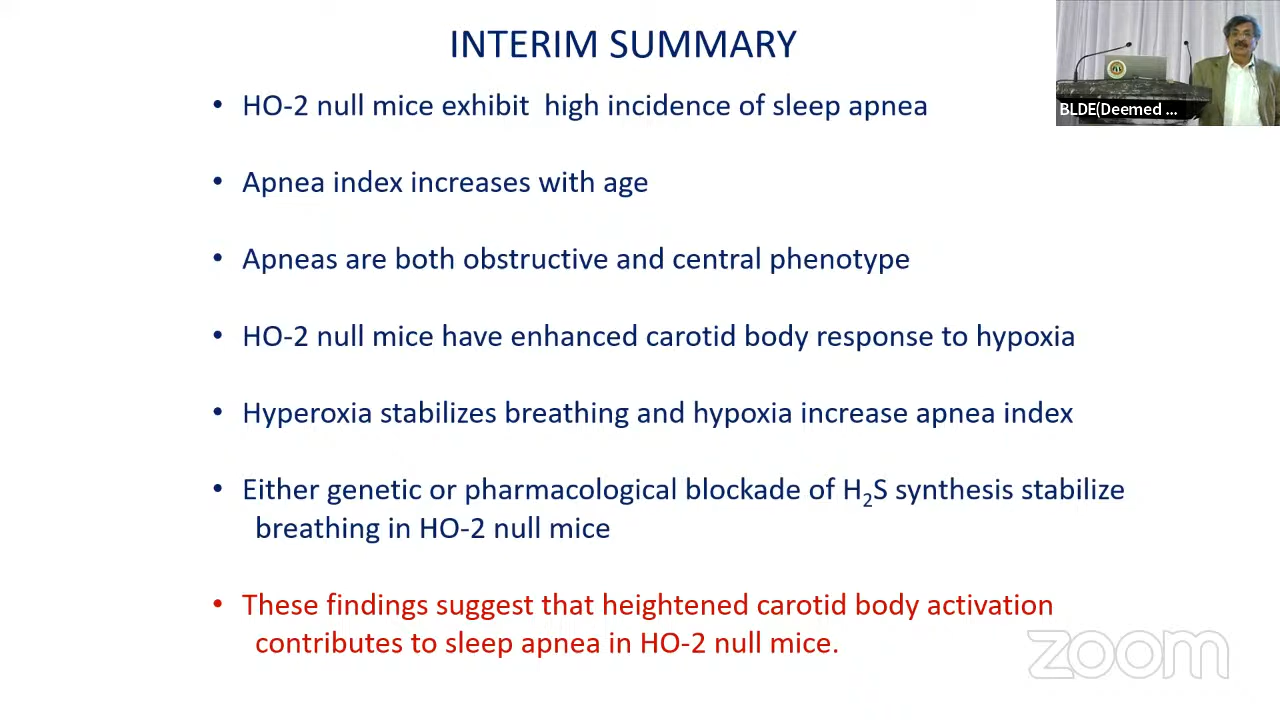 INTERIM SUMMARY
• HO-2 null mice exhibit high incidence of sleep apnea
• Apnea index increases with age
• Apneas are both obstructive and central phenotype
• HO-2 null mice have enhanced carotid body response to hypoxia
• Hyperoxia stabilizes breathing and hypoxia increase apnea index
• Either genetic or pharmacological blockade of H₂S synthesis stabilize
breathing in HO-2 null mice
• These findings suggest that heightened carotid body activation
contributes to sleep apnea in HO-2 null mice.
BLDE(Deemed ...
zoom